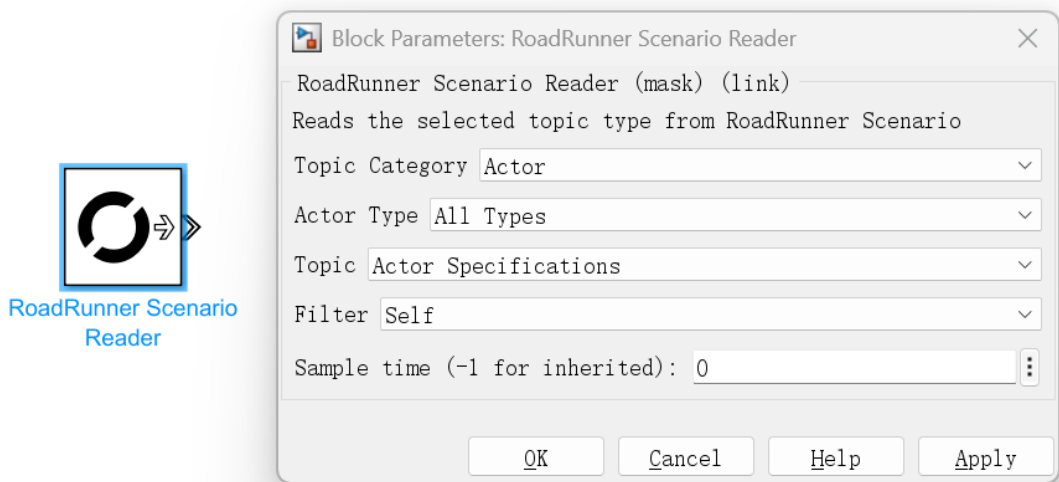 Block Parameters: RoadRunner Scenario Reader
RoadRunner Scenario Reader (mask) (link)
Reads the selected topic type from RoadRunner Scenario
Topic Category Actor
Actor Type All Types
Topic Actor Specifications
Filter Self
Sample time (-1 for inherited): 0
OK Cancel Help Apply
RoadRunner Scenario
Reader